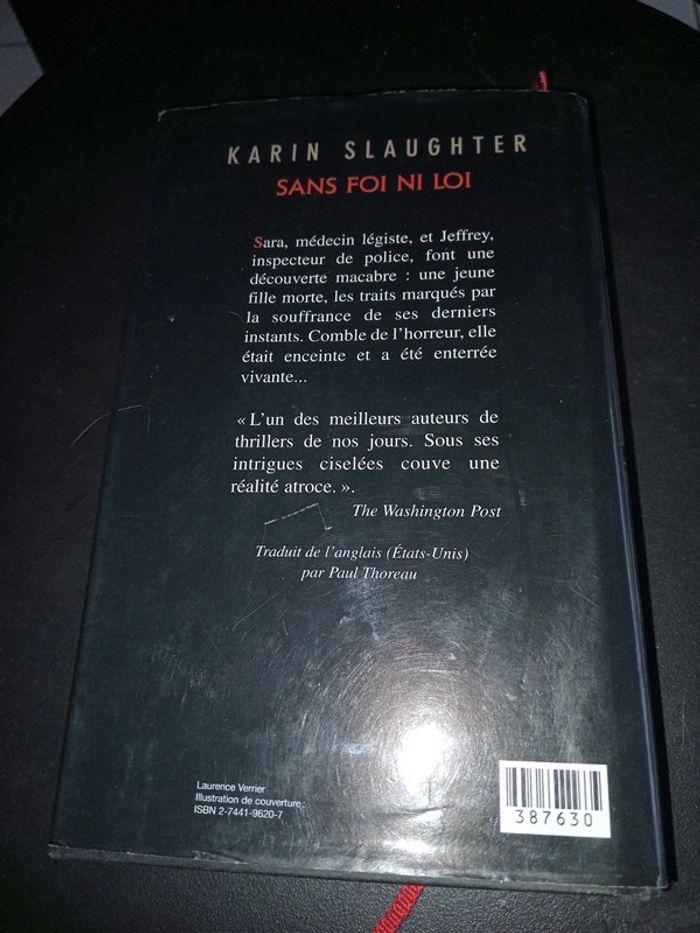 KARIN SLAUGHTER
SANS FOI NI LOI
Sara, médecin légiste, et Jeffrey,
inspecteur de police, font une
découverte macabre : une jeune
fille morte, les traits marqués par
la souffrance de ses derniers
instants. Comble de l'horreur, elle
était enceinte et a été enterrée
vivante...
« L'un des meilleurs auteurs de
thrillers de nos jours. Sous ses
intrigues ciselées couve une
réalité atroce. ».
The Washington Post
Traduit de l'anglais (États-Unis)
par Paul Thoreau
Laurence Verrier
Illustration de couverture :
ISBN 2-7441-9620-7
387630